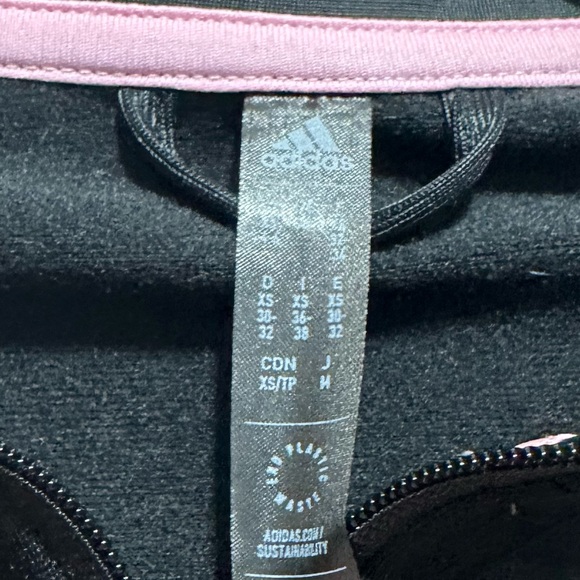 adidas
D I E
XS XS XS
30- 36- 30-
32 38 32
CDN J
XS/TP M
END PLASTIC WASTE
ADIDAS.COM/
SUSTAINABILITY